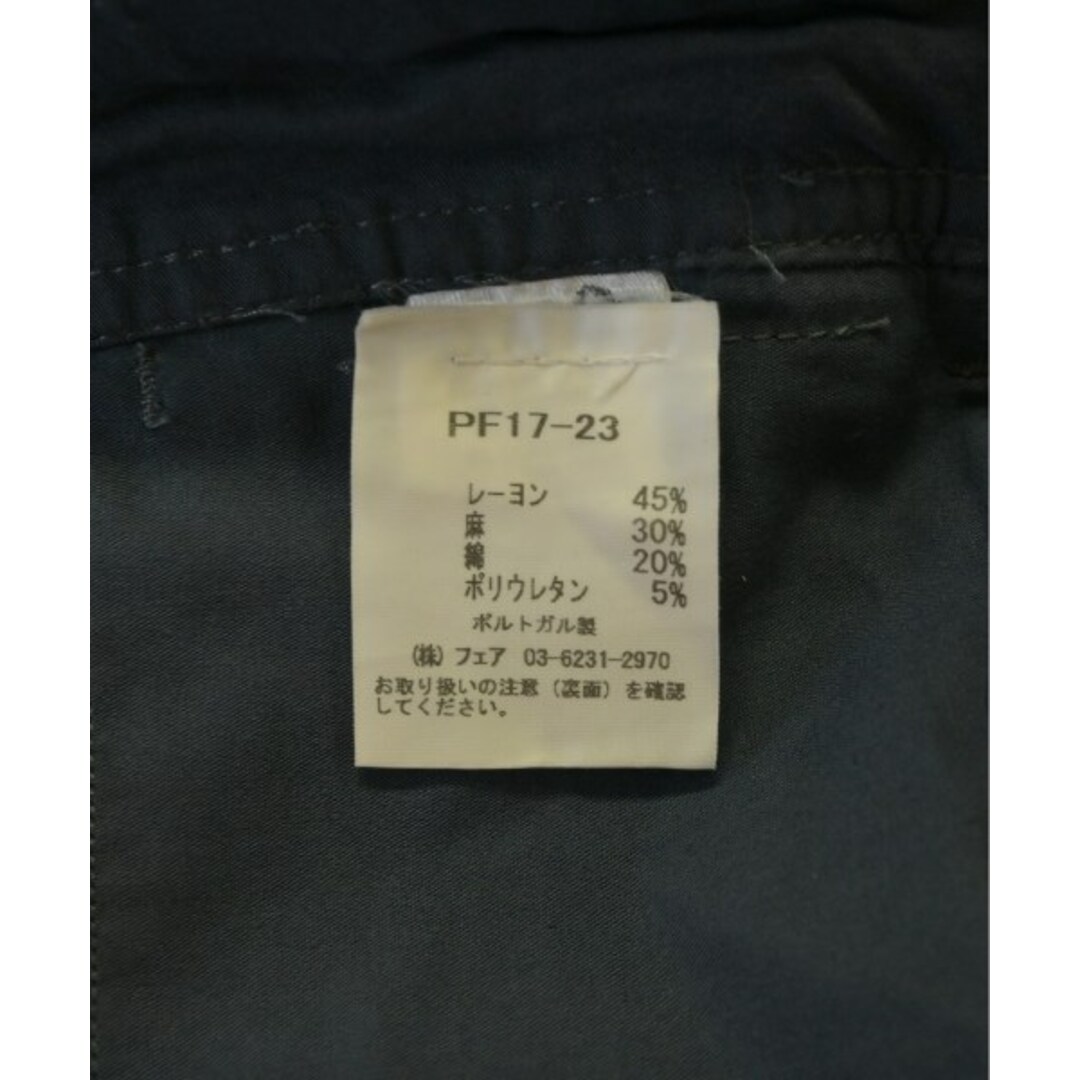 PF17-23
レーヨン 45%
麻 30%
綿 20%
ポリウレタン 5%
ポルトガル製
(株) フェア 03-6231-2970
お取り扱いの注意(裏面)を確認
してください。